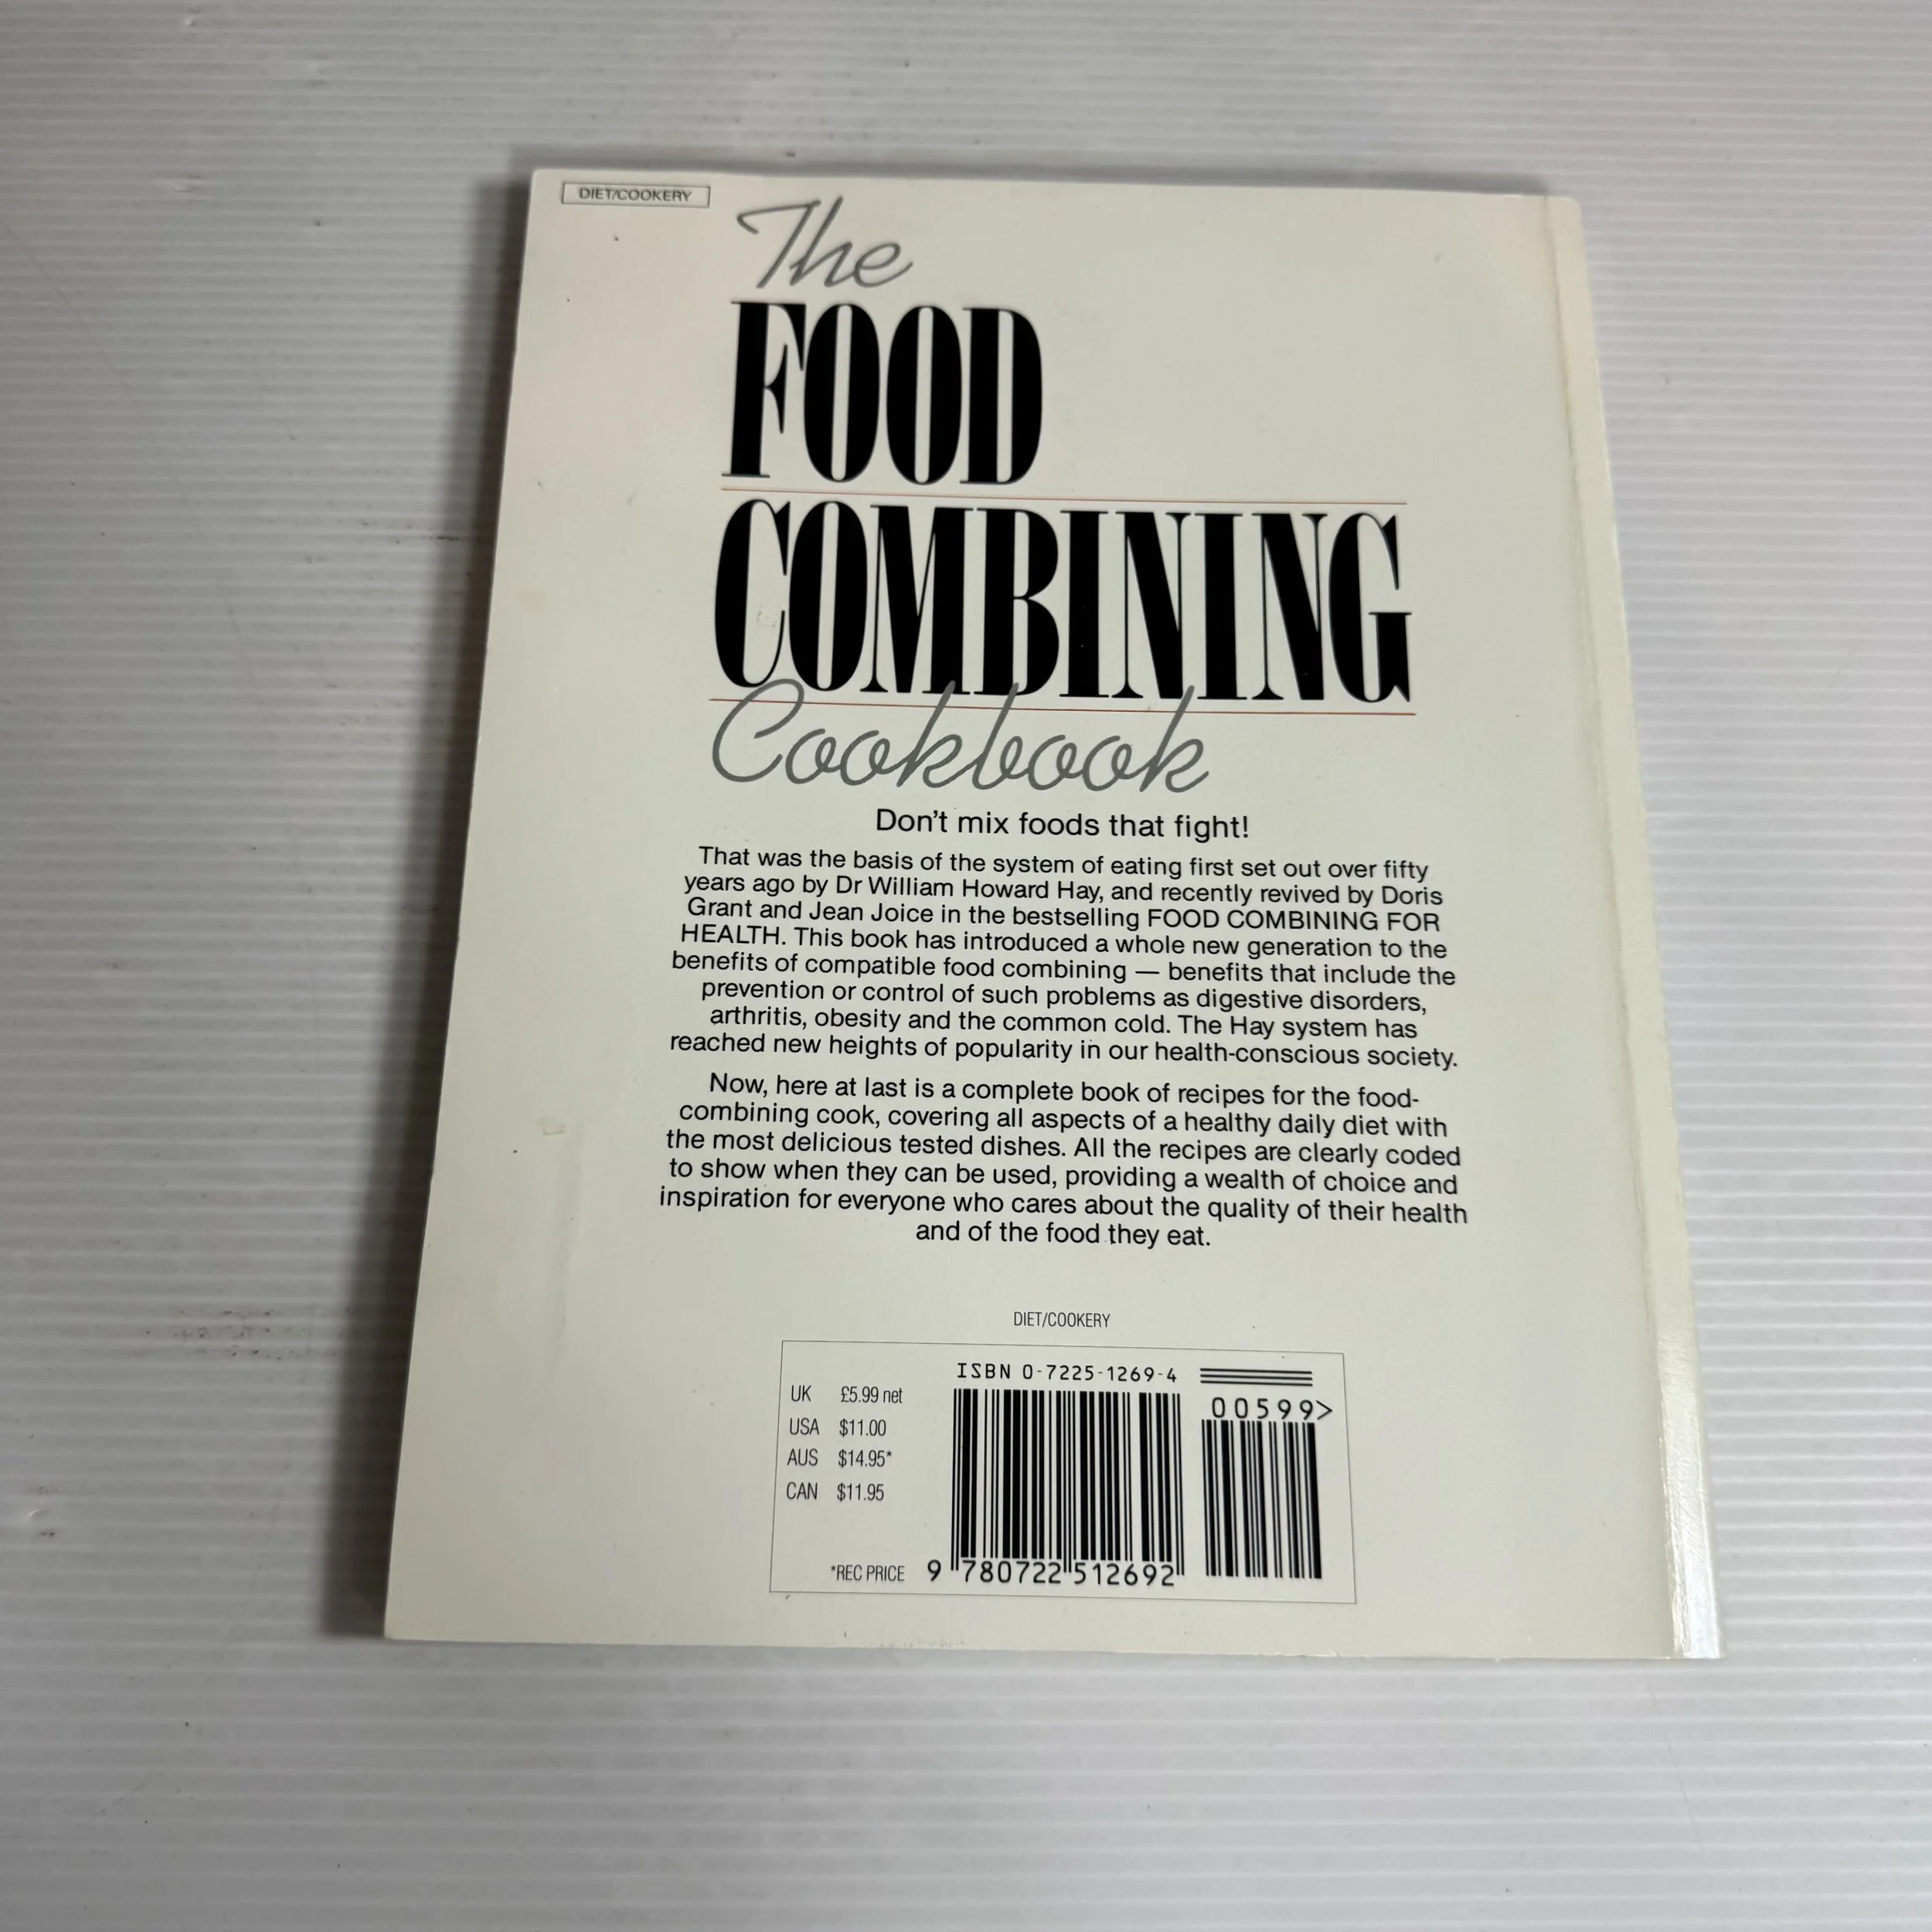 DIET/COOKERY
The
FOOD
COMBINING
Cookbook
Don't mix foods that fight!
That was the basis of the system of eating first set out over fifty
years ago by Dr William Howard Hay, and recently revived by Doris
Grant and Jean Joice in the bestselling FOOD COMBINING FOR
HEALTH. This book has introduced a whole new generation to the
benefits of compatible food combining — benefits that include the
prevention or control of such problems as digestive disorders,
arthritis, obesity and the common cold. The Hay system has
reached new heights of popularity in our health-conscious society.
Now, here at last is a complete book of recipes for the food-
combining cook, covering all aspects of a healthy daily diet with
the most delicious tested dishes. All the recipes are clearly coded
to show when they can be used, providing a wealth of choice and
inspiration for everyone who cares about the quality of their health
and of the food they eat.
DIET/COOKERY
ISBN 0-7225-1269-4
UK £5.99 net
USA $11.00
AUS $14.95*
CAN $11.95
*REC PRICE
00599>
9 780722 512692